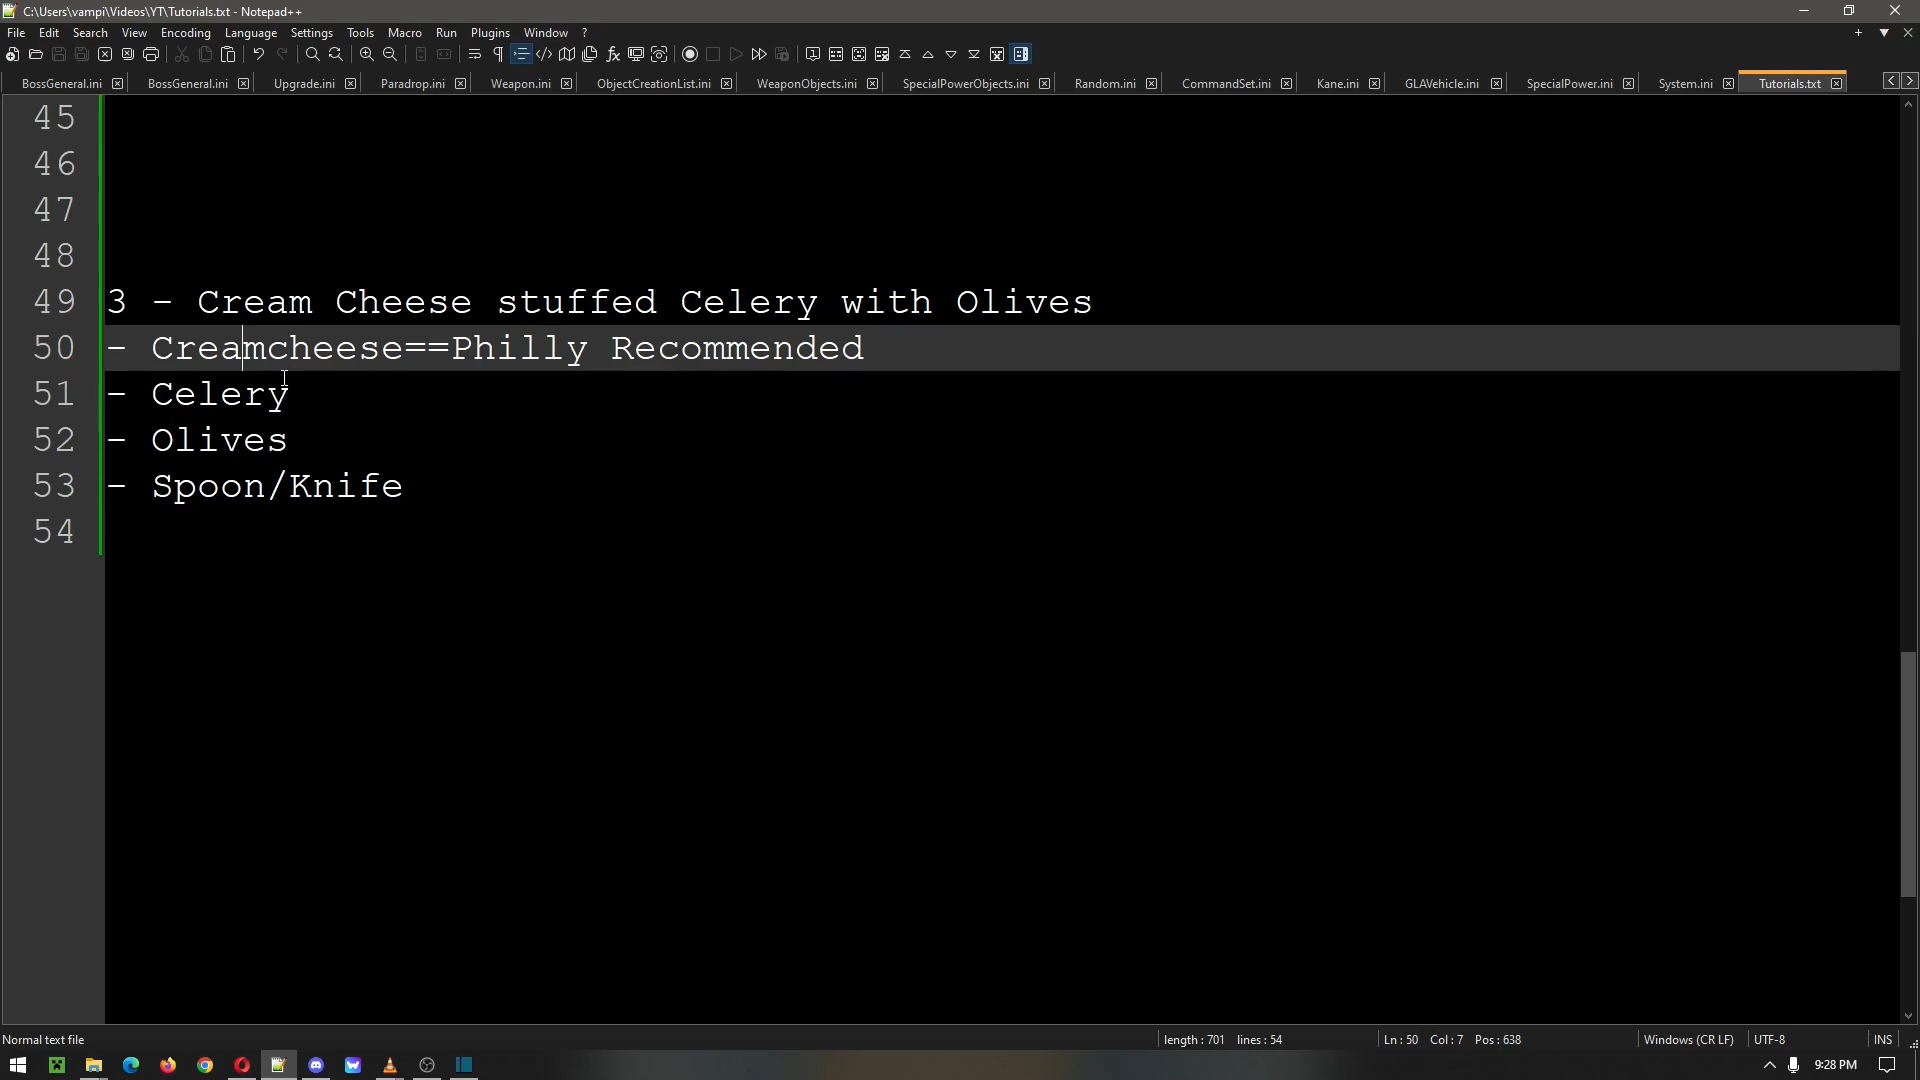 C:\Users\vampi\Videos\YT\Tutorials.txt - Notepad++
File Edit Search View Encoding Language Settings Tools Macro Run Plugins Window ?
BossGeneral.ini BossGeneral.ini Upgrade.ini Paradrop.ini Weapon.ini ObjectCreationList.ini WeaponObjects.ini SpecialPowerObjects.ini Random.ini CommandSet.ini Kane.ini GLAVehicle.ini SpecialPower.ini System.ini Tutorials.txt
45
46
47
48
49 3 - Cream Cheese stuffed Celery with Olives
50 - Creamcheese==Philly Recommended
51 - Celery
52 - Olives
53 - Spoon/Knife
54
Normal text file length : 701 lines : 54 Ln : 50 Col : 7 Pos : 638 Windows (CR LF) UTF-8 INS
9:28 PM